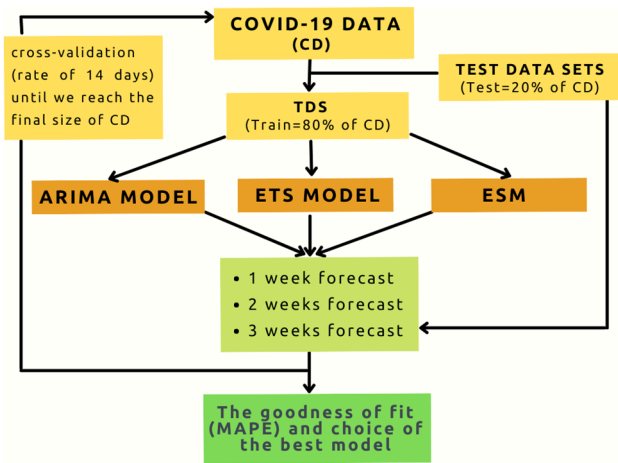 COVID-19 DATA
(CD)
cross-validation
(rate of 14 days)
until we reach the
final size of CD
TEST DATA SETS
(Test=20% of CD)
TDS
(Train=80% of CD)
ARIMA MODEL
ETS MODEL
ESM
• 1 week forecast
• 2 weeks forecast
• 3 weeks forecast
The goodness of fit
(MAPE) and choice of
the best model